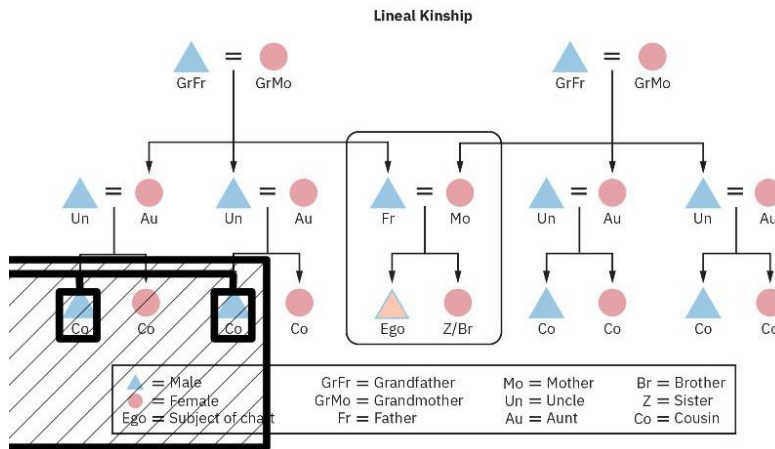 Lineal Kinship
GrFr = GrMo GrFr = GrMo
Un = Au Un = Au Fr = Mo Un = Au Un = Au
Co Co Co Co Ego Z/Br Co Co Co Co
= Male GrFr = Grandfather Mo = Mother Br = Brother
= Female GrMo = Grandmother Un = Uncle Z = Sister
Ego = Subject of chart Fr = Father Au = Aunt Co = Cousin